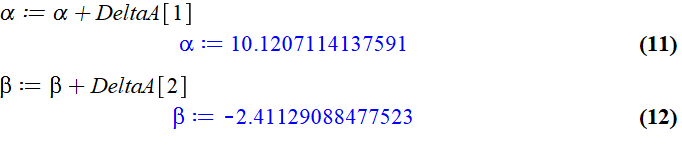 α := α + DeltaA[1]
α := 10.1207114137591 (11)
β := β + DeltaA[2]
β := -2.41129088477523 (12)